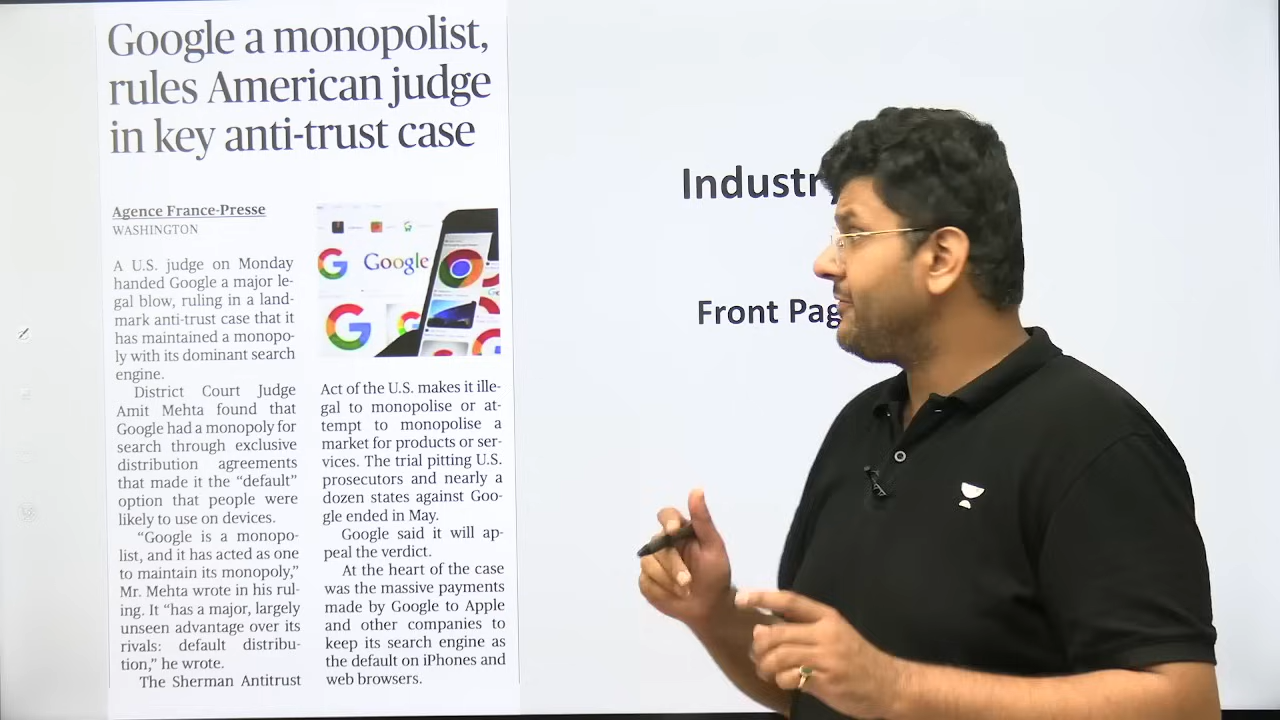 Google a monopolist,
rules American judge
in key anti-trust case
Agence France-Presse
WASHINGTON
A U.S. judge on Monday
handed Google a major le-
gal blow, ruling in a land-
mark anti-trust case that it
has maintained a monopo-
ly with its dominant search
engine.
District Court Judge
Amit Mehta found that
Google had a monopoly for
search through exclusive
distribution agreements
that made it the “default”
option that people were
likely to use on devices.
“Google is a monopo-
list, and it has acted as one
to maintain its monopoly,”
Mr. Mehta wrote in his rul-
ing. It “has a major, largely
unseen advantage over its
rivals: default distribu-
tion,” he wrote.
The Sherman Antitrust
Google
Act of the U.S. makes it ille-
gal to monopolise or at-
tempt to monopolise a
market for products or ser-
vices. The trial pitting U.S.
prosecutors and nearly a
dozen states against Goo-
gle ended in May.
Google said it will ap-
peal the verdict.
At the heart of the case
was the massive payments
made by Google to Apple
and other companies to
keep its search engine as
the default on iPhones and
web browsers.
Industry
Front Pag